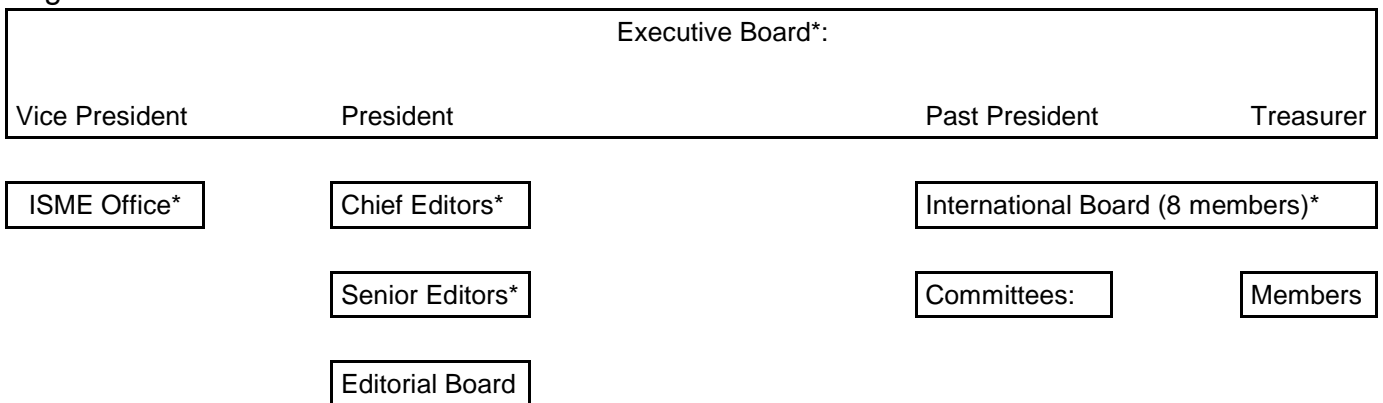 Executive Board*:
Vice President President Past President Treasurer
ISME Office* Chief Editors* International Board (8 members)*
Senior Editors* Committees: Members
Editorial Board